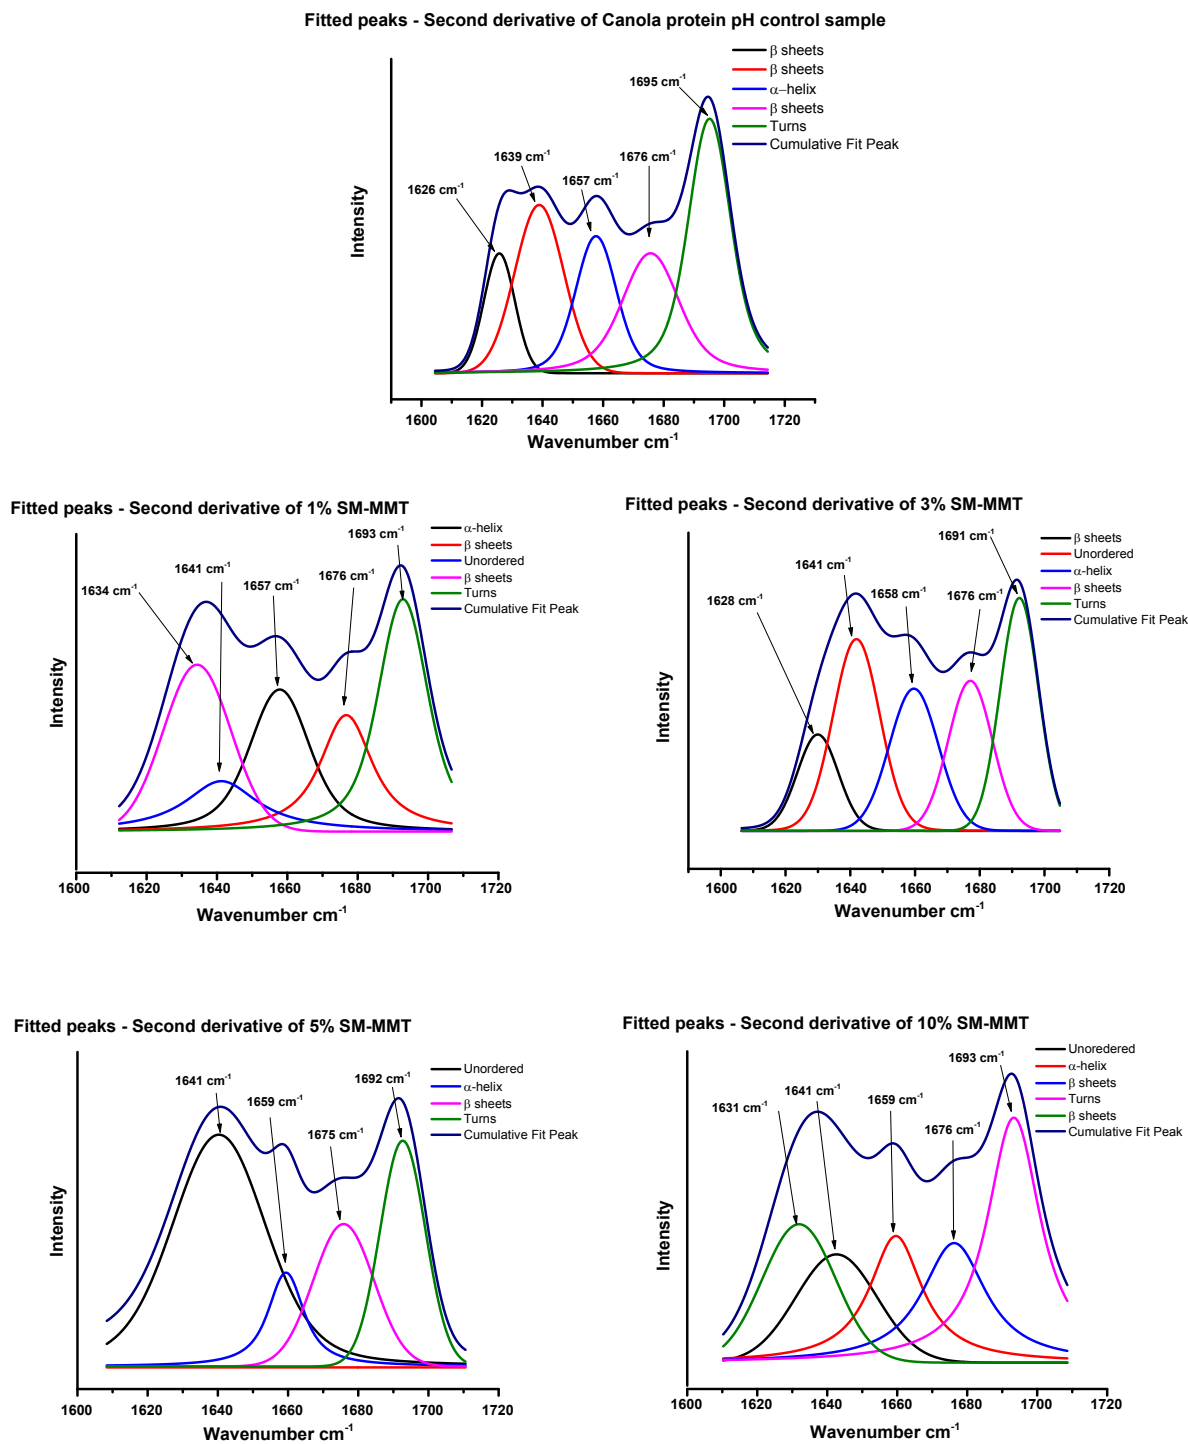 Fitted peaks - Second derivative of Canola protein pH control sample
β sheets
β sheets
α–helix
β sheets
Turns
Cumulative Fit Peak
1695 cm-1
1639 cm-1
1676 cm-1
1657 cm-1
1626 cm-1
Intensity
1600 1620 1640 1660 1680 1700 1720
Wavenumber cm-1
Fitted peaks - Second derivative of 1% SM-MMT
α-helix
β sheets
Unordered
β sheets
Turns
Cumulative Fit Peak
1693 cm-1
1641 cm-1
1676 cm-1
1657 cm-1
1634 cm-1
Intensity
1600 1620 1640 1660 1680 1700 1720
Wavenumber cm-1
Fitted peaks - Second derivative of 3% SM-MMT
β sheets
Unordered
α-helix
β sheets
Turns
Cumulative Fit Peak
1691 cm-1
1641 cm-1
1658 cm-1
1676 cm-1
1628 cm-1
Intensity
1600 1620 1640 1660 1680 1700 1720
Wavenumber cm-1
Fitted peaks - Second derivative of 5% SM-MMT
Unordered
α-helix
β sheets
Turns
Cumulative Fit Peak
1641 cm-1
1692 cm-1
1659 cm-1
1675 cm-1
Intensity
1600 1620 1640 1660 1680 1700 1720
Wavenumber cm-1
Fitted peaks - Second derivative of 10% SM-MMT
Unoredered
α-helix
β sheets
Turns
β sheets
Cumulative Fit Peak
1693 cm-1
1641 cm-1
1659 cm-1
1631 cm-1
1676 cm-1
Intensity
1600 1620 1640 1660 1680 1700 1720
Wavenumber cm-1